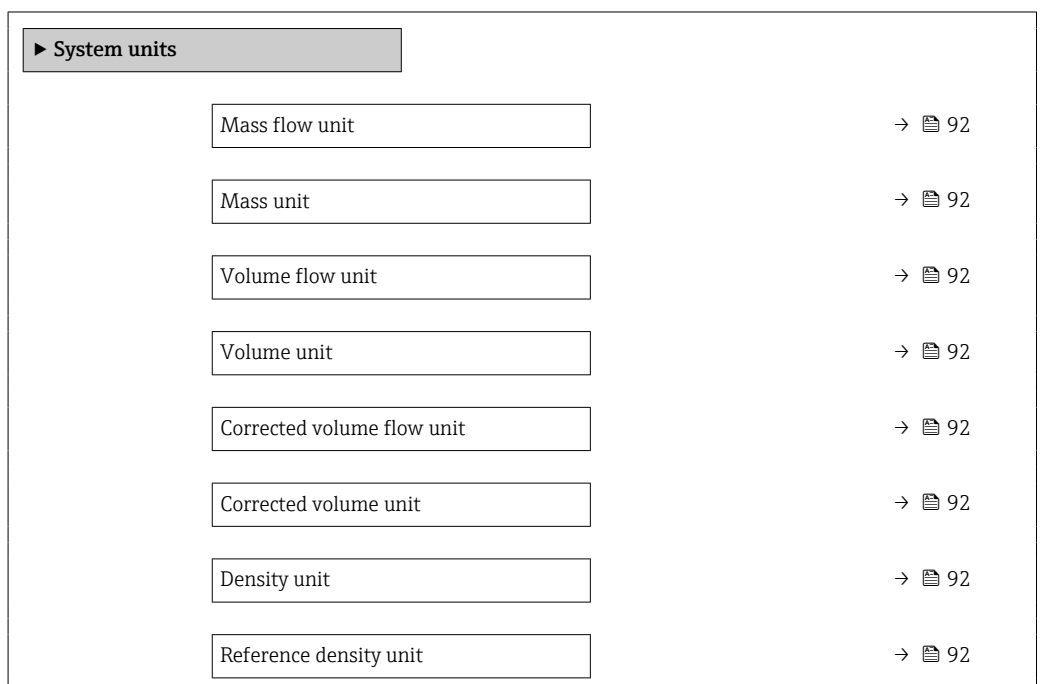 ▶ System units
Mass flow unit → 92
Mass unit → 92
Volume flow unit → 92
Volume unit → 92
Corrected volume flow unit → 92
Corrected volume unit → 92
Density unit → 92
Reference density unit → 92